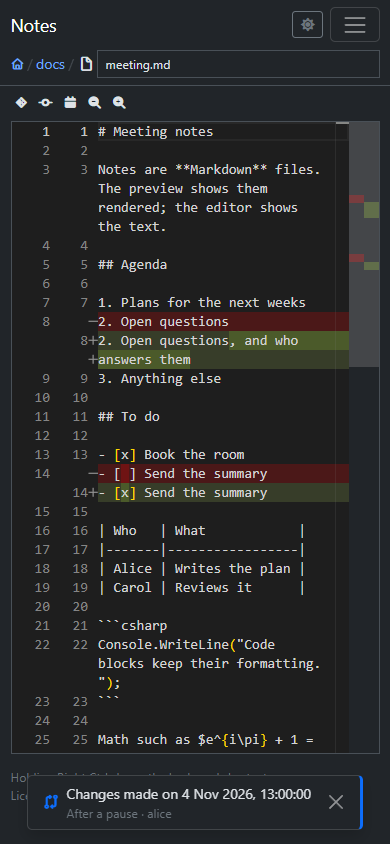 Notes
/ docs / meeting.md
1 1 # Meeting notes
2 2
3 3 Notes are **Markdown** files.
The preview shows them
rendered; the editor shows
the text.
4 4
5 5 ## Agenda
6 6
7 7 1. Plans for the next weeks
8 −2. Open questions
8+2. Open questions, and who
+answers them
9 9 3. Anything else
10 10
11 11 ## To do
12 12
13 13 - [x] Book the room
14 −- [ ] Send the summary
14+- [x] Send the summary
15 15
16 16 | Who   | What            |
17 17 |-------|-----------------|
18 18 | Alice | Writes the plan |
19 19 | Carol | Reviews it      |
20 20
21 21 ```csharp
22 22 Console.WriteLine("Code
blocks keep their formatting.
");
23 23 ```
24 24
25 25 Math such as $e^{i\pi} + 1 =
Changes made on 4 Nov 2026, 13:00:00
After a pause · alice